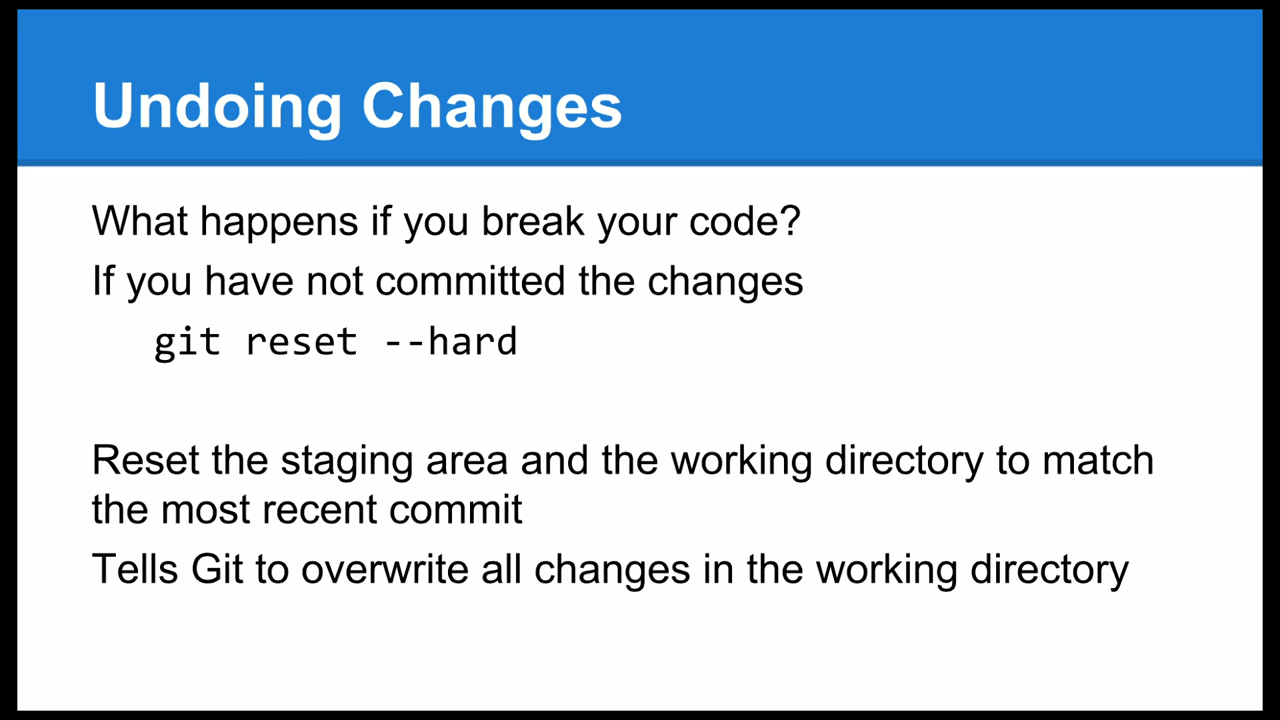 Undoing Changes
What happens if you break your code?
If you have not committed the changes
git reset --hard
Reset the staging area and the working directory to match
the most recent commit
Tells Git to overwrite all changes in the working directory